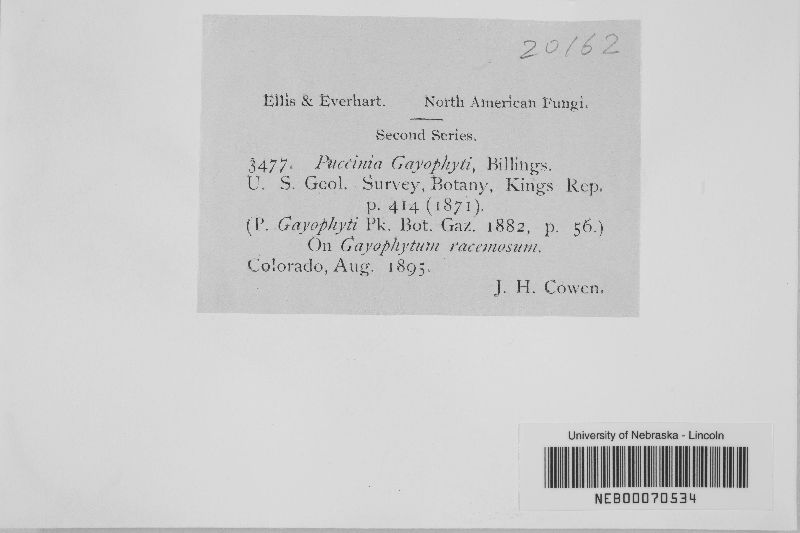 20162
Ellis & Everhart. North American Fungi.
Second Series.
3477. Puccinia Gayophyti, Billings.
U. S. Geol. Survey, Botany, Kings Rep.
p. 414 (1871).
(P. Gayophyti Pk. Bot. Gaz. 1882, p. 56.)
On Gayophytum racemosum.
Colorado, Aug. 1895.
J. H. Cowen.
University of Nebraska - Lincoln
NEB00070534